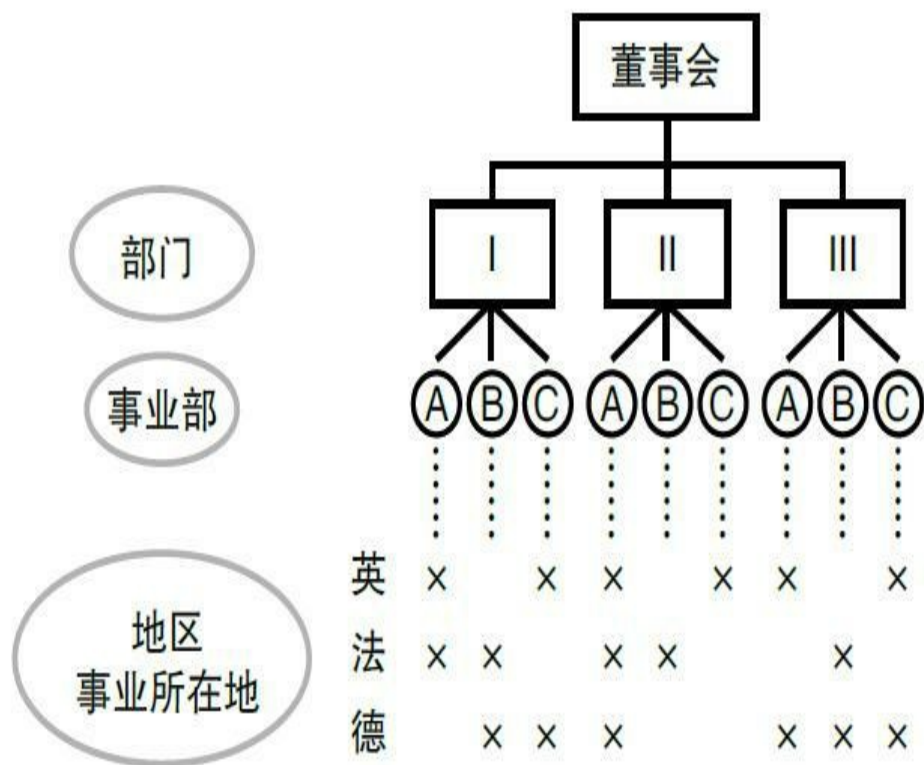 董事会
部门
I II III
事业部
A B C A B C A B C
英 × × × × × ×
地区
事业所在地
法 × × × × ×
德 × × × × × ×